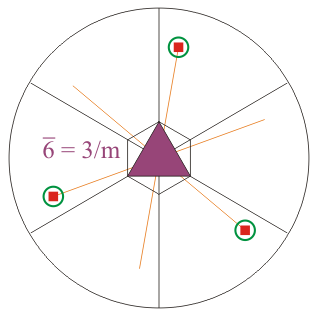 6̅ = 3/m